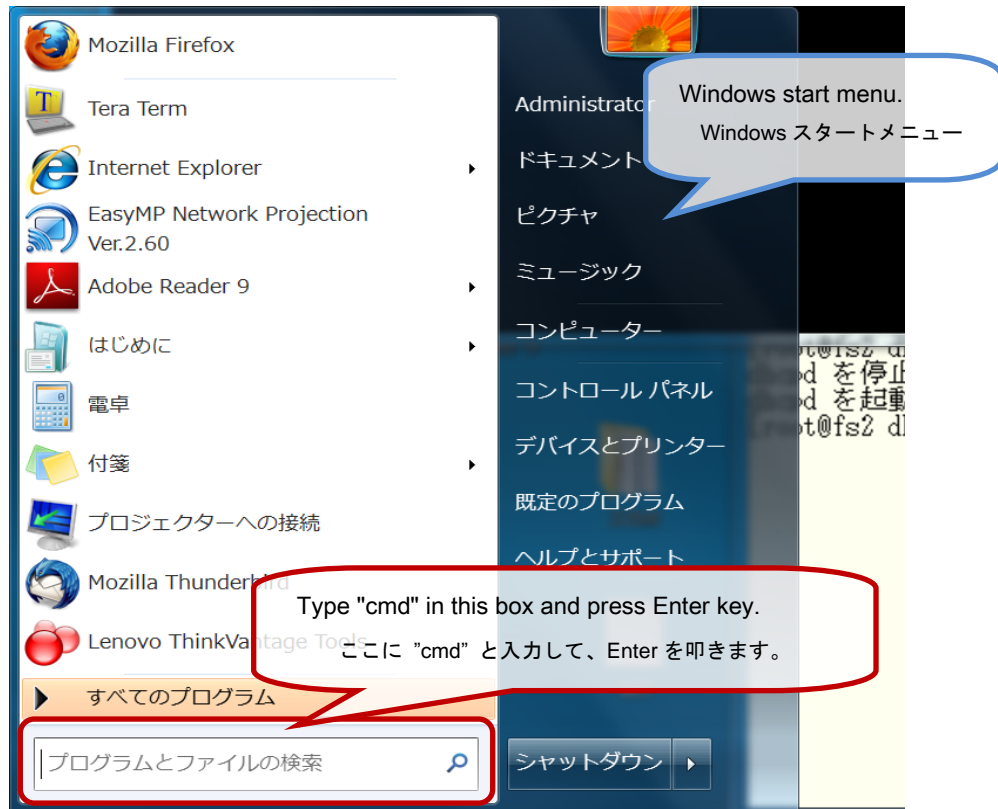 Mozilla Firefox
Tera Term
Internet Explorer
EasyMP Network Projection
Ver.2.60
Adobe Reader 9
はじめに
電卓
付箋
プロジェクターへの接続
Mozilla Thunderbird
Lenovo ThinkVantage Tools
すべてのプログラム
プログラムとファイルの検索
Administrator
ドキュメント
ピクチャ
ミュージック
コンピューター
コントロール パネル
デバイスとプリンター
既定のプログラム
ヘルプとサポート
シャットダウン
Windows start menu.
Windows スタートメニュー
Type "cmd" in this box and press Enter key.
ここに ”cmd” と入力して、Enter を叩きます。
を停止
を起動
ot@fs2